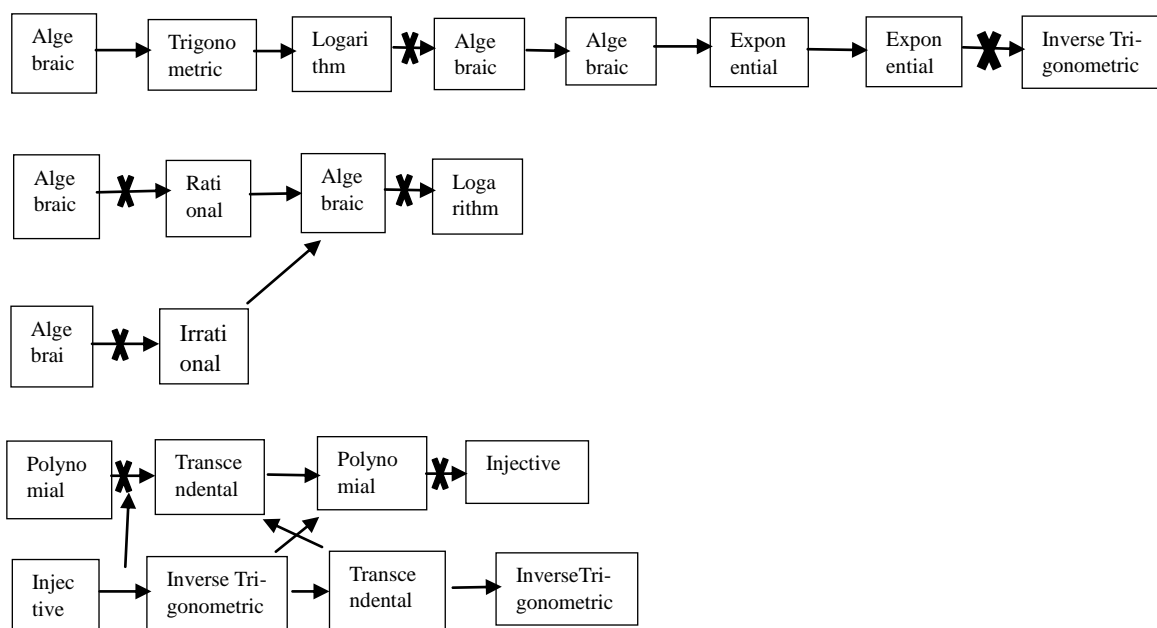 Alge
braic
Trigono
metric
Logari
thm
Alge
braic
Alge
braic
Expon
ential
Expon
ential
Inverse Tri-
gonometric
Alge
braic
Rati
onal
Alge
braic
Loga
rithm
Alge
brai
Irrati
onal
Polyno
mial
Transce
ndental
Polyno
mial
Injective
Injec
tive
Inverse Tri-
gonometric
Transce
ndental
InverseTri-
gonometric